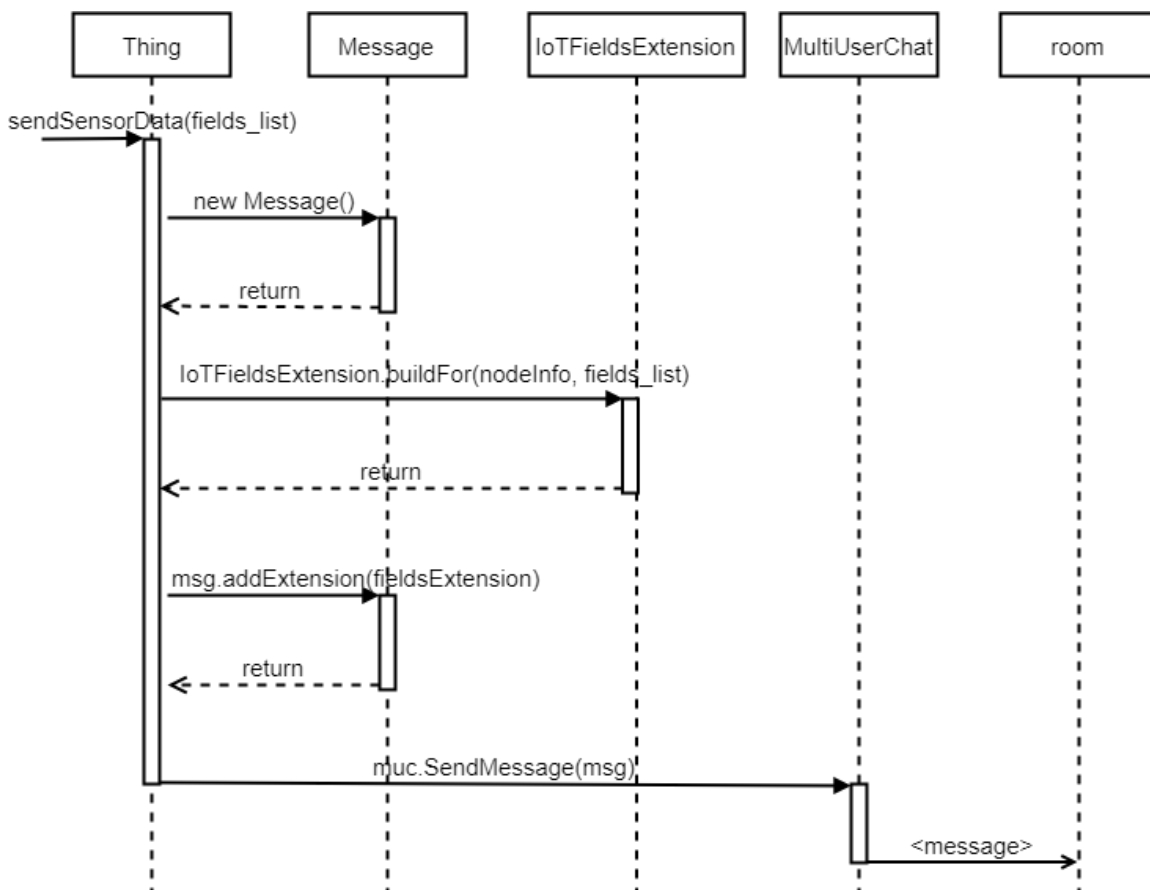 Thing
Message
IoTFieldsExtension
MultiUserChat
room
sendSensorData(fields_list)
new Message()
return
IoTFieldsExtension.buildFor(nodeInfo, fields_list)
return
msg.addExtension(fieldsExtension)
return
muc.SendMessage(msg)
<message>